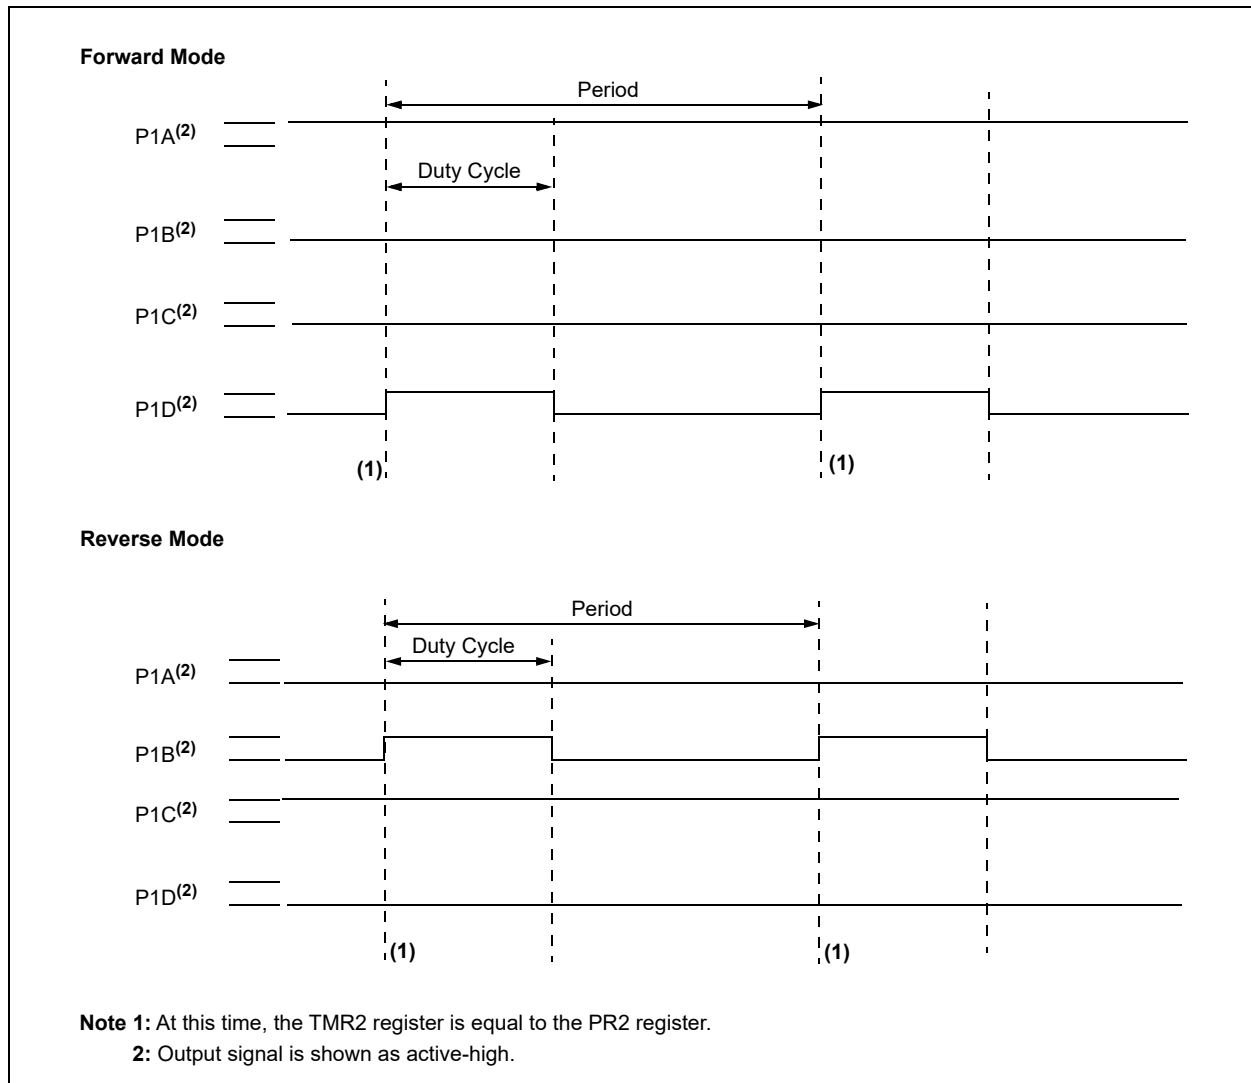 Forward Mode
Period
P1A(2)
Duty Cycle
P1B(2)
P1C(2)
P1D(2)
(1)
(1)
Reverse Mode
Period
Duty Cycle
P1A(2)
P1B(2)
P1C(2)
P1D(2)
(1)
(1)
Note 1: At this time, the TMR2 register is equal to the PR2 register.
2: Output signal is shown as active-high.